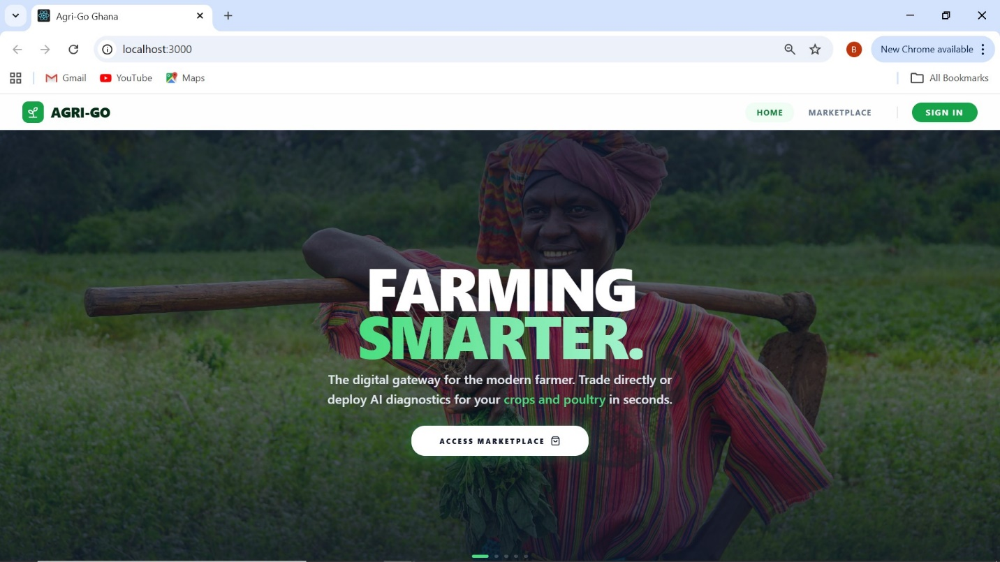 Agri-Go Ghana
localhost:3000
B
New Chrome available
Gmail
YouTube
Maps
All Bookmarks
AGRI-GO
HOME
MARKETPLACE
SIGN IN
FARMING
SMARTER.
The digital gateway for the modern farmer. Trade directly or
deploy AI diagnostics for your crops and poultry in seconds.
ACCESS MARKETPLACE